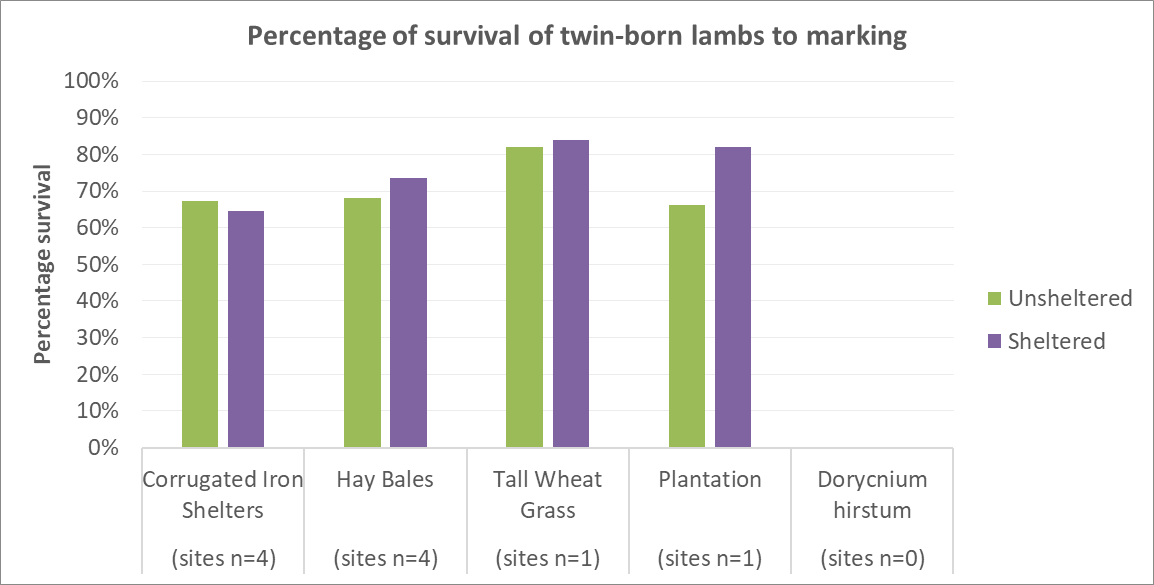 Percentage of survival of twin-born lambs to marking
Percentage survival
100%
90%
80%
70%
60%
50%
40%
30%
20%
10%
0%
Corrugated Iron
Shelters
(sites n=4)
Hay Bales
(sites n=4)
Tall Wheat
Grass
(sites n=1)
Plantation
(sites n=1)
Dorycnium
hirstum
(sites n=0)
Unsheltered
Sheltered